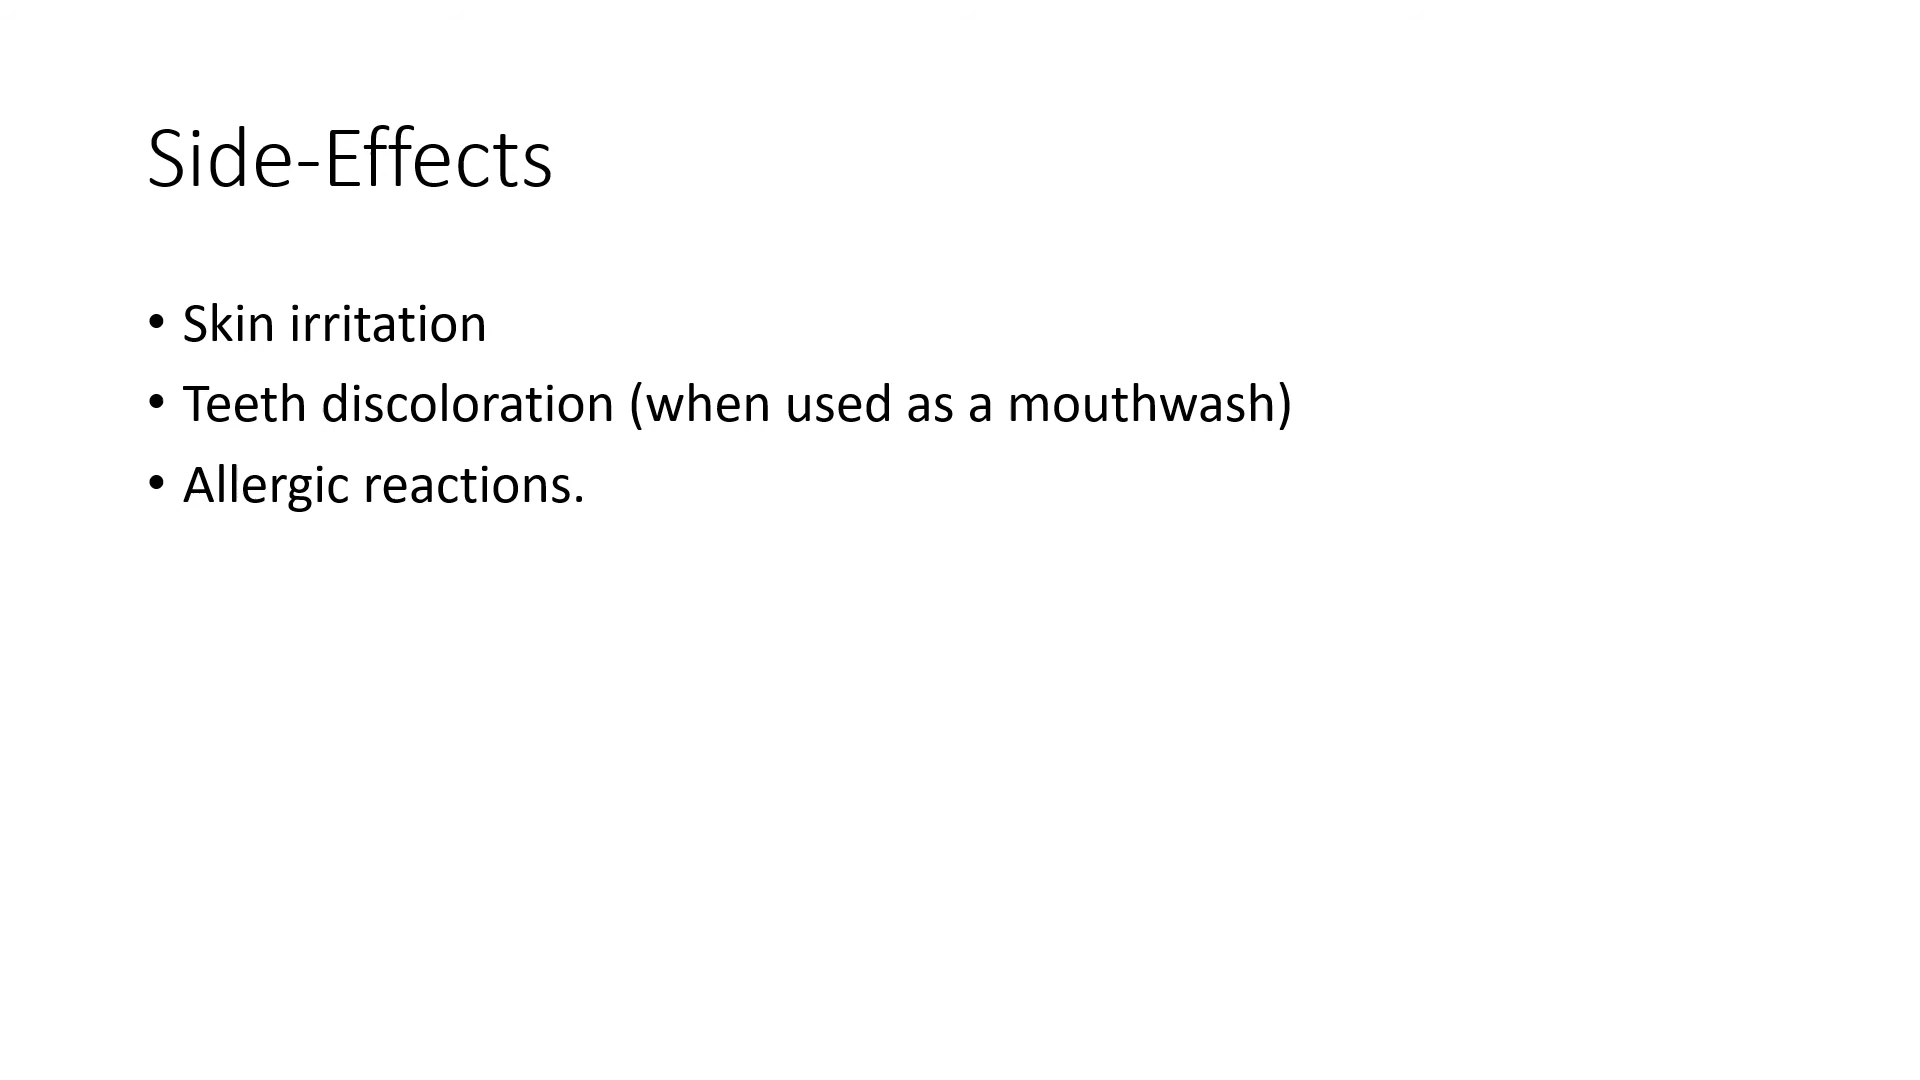 Side-Effects
• Skin irritation
• Teeth discoloration (when used as a mouthwash)
• Allergic reactions.